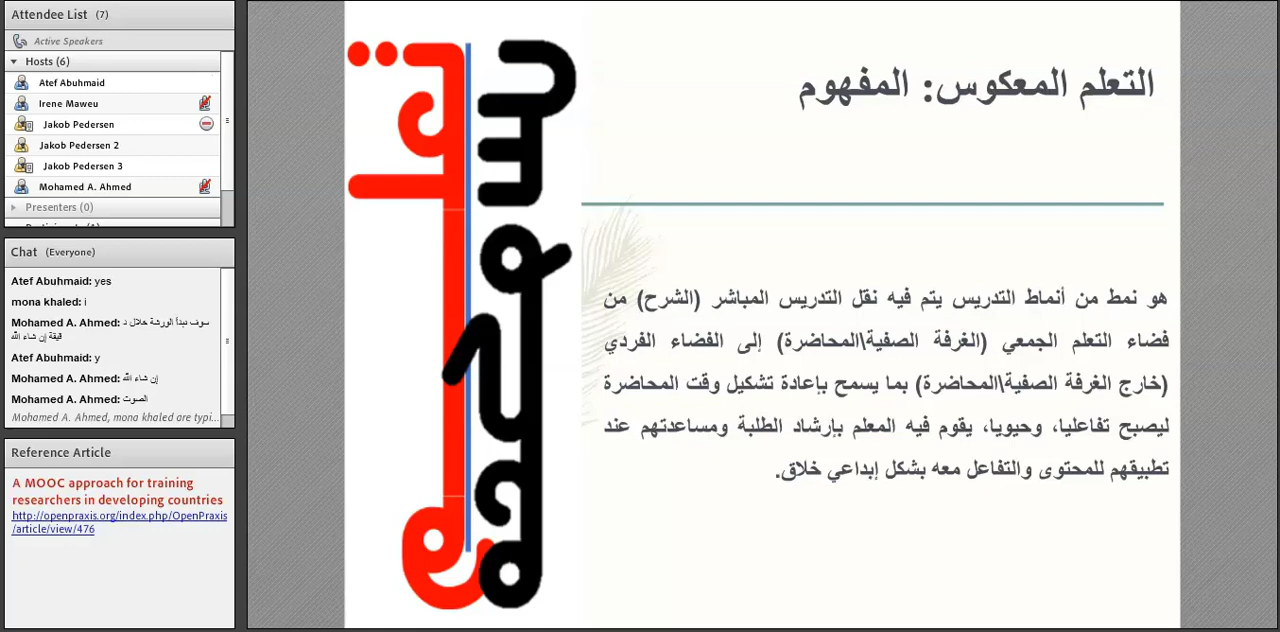 Attendee List (7)
Active Speakers
Hosts (6)
Atef Abuhmaid
Irene Maweu
Jakob Pedersen
Jakob Pedersen 2
Jakob Pedersen 3
Mohamed A. Ahmed
Presenters (0)
Chat (Everyone)
Atef Abuhmaid: yes
mona khaled: i
Mohamed A. Ahmed: سوف نبدأ الورشة خلال د
قيقة إن شاء الله
Atef Abuhmaid: y
Mohamed A. Ahmed: إن شاء الله
Mohamed A. Ahmed: الصوت
Mohamed A. Ahmed, mona khaled are typi...
Reference Article
A MOOC approach for training
researchers in developing countries
http://openpraxis.org/index.php/OpenPraxis
/article/view/476
التعلم المعكوس: المفهوم
هو نمط من أنماط التدريس يتم فيه نقل التدريس المباشر (الشرح) من
فضاء التعلم الجمعي (الغرفة الصفية\المحاضرة) إلى الفضاء الفردي
(خارج الغرفة الصفية\المحاضرة) بما يسمح بإعادة تشكيل وقت المحاضرة
ليصبح تفاعليا، وحيويا، يقوم فيه المعلم بإرشاد الطلبة ومساعدتهم عند
تطبيقهم للمحتوى والتفاعل معه بشكل إبداعي خلاق.